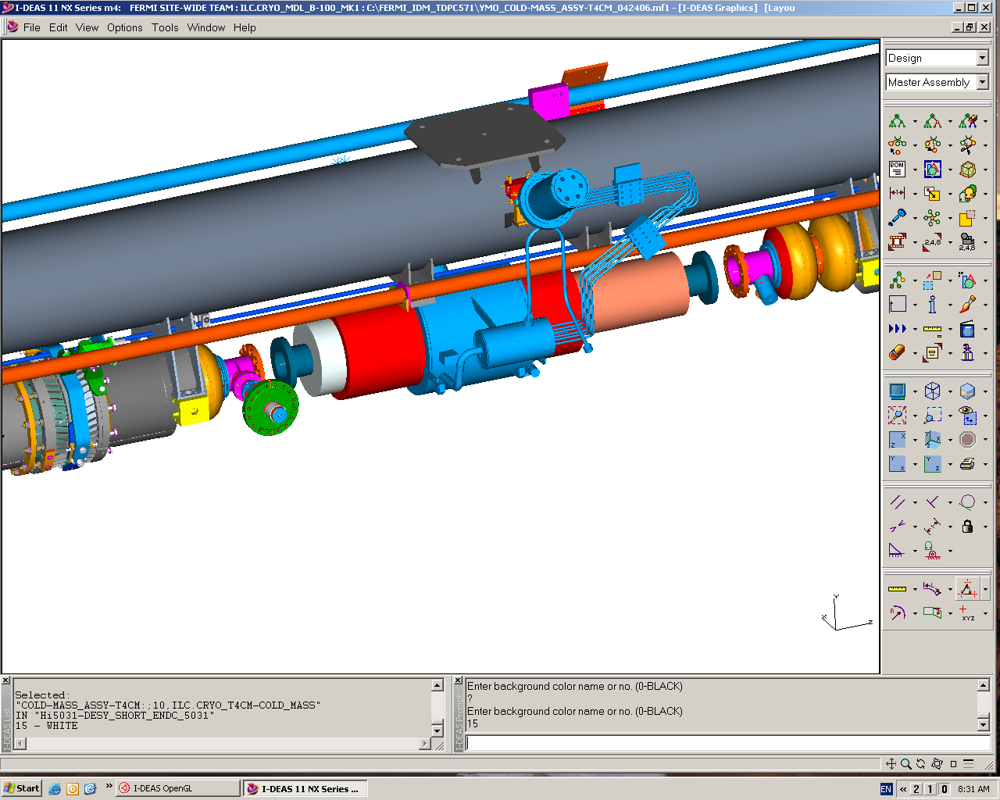 I-DEAS 11 NX Series m4:    FERMI SITE-WIDE TEAM : ILC.CRYO_MDL_B-100_MK1 : C:\FERMI_IDM_TDPC571\YMO_COLD-MASS_ASSY-T4CM_042406.mf1 - [I-DEAS Graphics]   [Layou
File  Edit  View  Options  Tools  Window  Help
Design
Master Assembly
BOM
2,4,8
2,4,8
Z X
Y X
Y X
Y Z
R
XYZ
Y
X
Z
Selected:
"COLD-MASS_ASSY-T4CM:;10,ILC.CRYO_T4CM-COLD_MASS"
IN "Hi5031-DESY_SHORT_ENDC_5031"
15 - WHITE
I-DEAS List
Enter background color name or no. (0-BLACK)
?
Enter background color name or no. (0-BLACK)
15
I-DEAS Prompt
Start
»
I-DEAS OpenGL
I-DEAS 11 NX Series ...
EN
«
2 1 0
8:31 AM